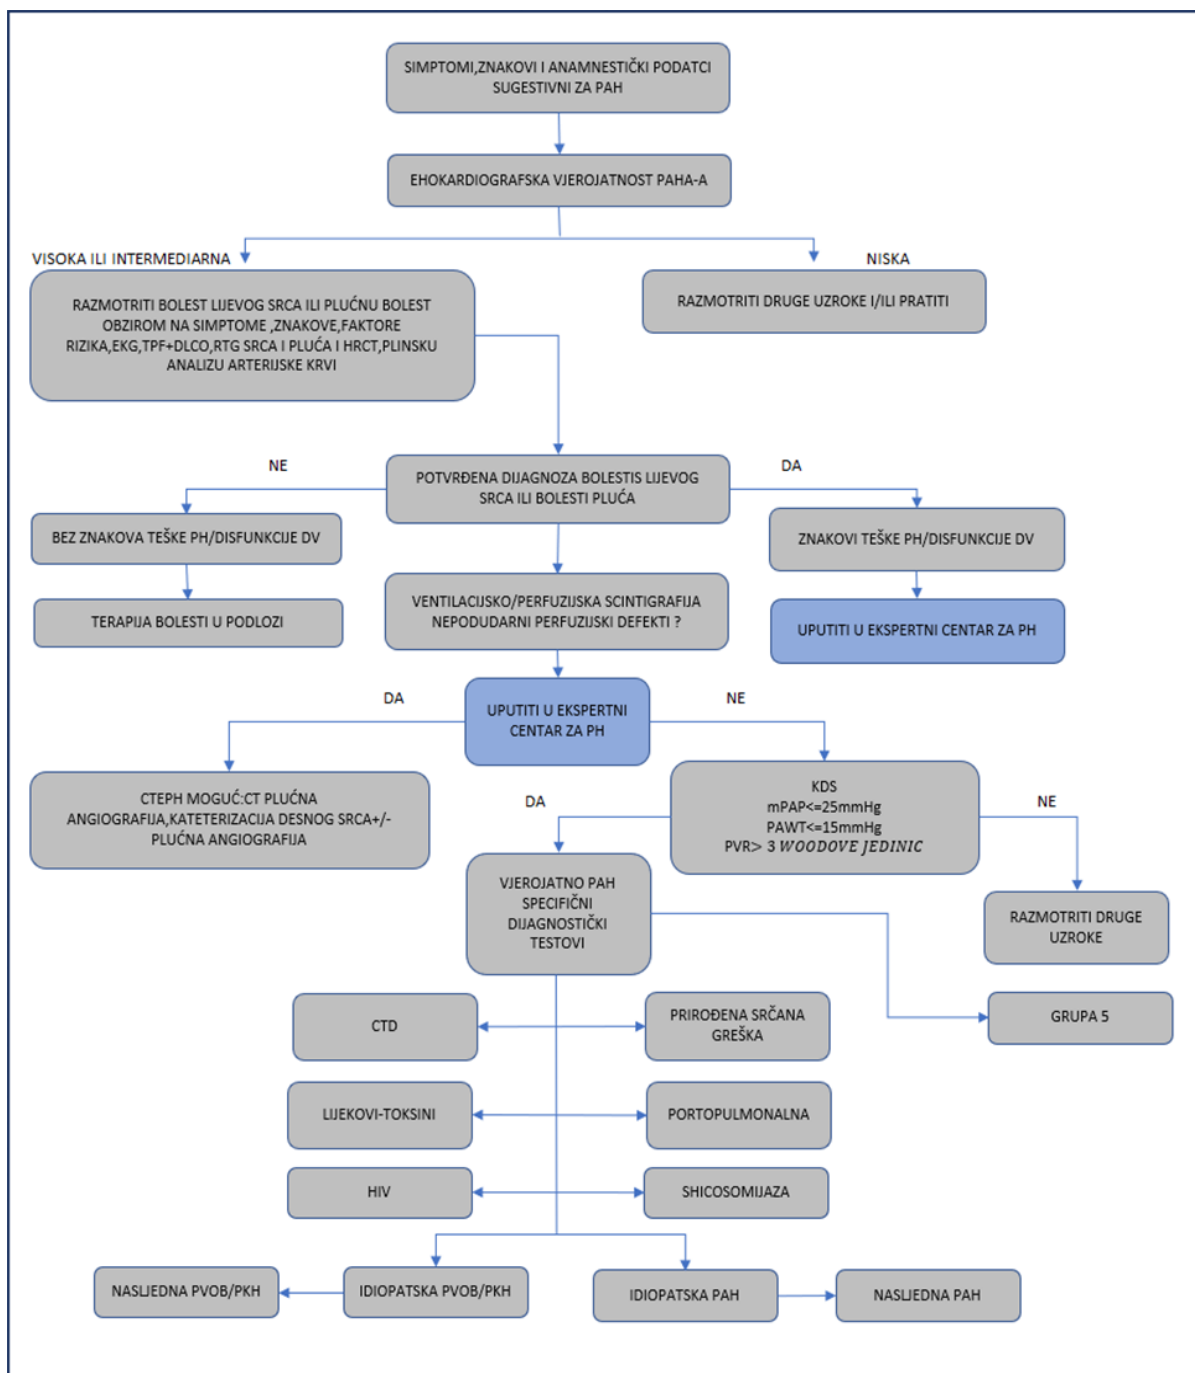 SIMPTOMI,ZNAKOVI I ANAMNESTIČKI PODATCI
SUGESTIVNI ZA PAH
EHOKARDIOGRAFSKA VJEROJATNOST PAHA-A
VISOKA ILI INTERMEDIARNA
NISKA
RAZMOTRITI BOLEST LIJEVOG SRCA ILI PLUĆNU BOLEST
OBZIROM NA SIMPTOME ,ZNAKOVE,FAKTORE
RIZIKA,EKG,TPF+DLCO,RTG SRCA I PLUĆA I HRCT,PLINSKU
ANALIZU ARTERIJSKE KRVI
RAZMOTRITI DRUGE UZROKE I/ILI PRATITI
NE
POTVRĐENA DIJAGNOZA BOLESTIS LIJEVOG
SRCA ILI BOLESTI PLUĆA
DA
BEZ ZNAKOVA TEŠKE PH/DISFUNKCIJE DV
ZNAKOVI TEŠKE PH/DISFUNKCIJE DV
TERAPIJA BOLESTI U PODLOZI
VENTILACIJSKO/PERFUZIJSKA SCINTIGRAFIJA
NEPODUDARNI PERFUZIJSKI DEFEKTI ?
UPUTITI U EKSPERTNI CENTAR ZA PH
DA
UPUTITI U EKSPERTNI
CENTAR ZA PH
NE
CTEPH MOGUĆ:CT PLUĆNA
ANGIOGRAFIJA,KATETERIZACIJA DESNOG SRCA+/-
PLUĆNA ANGIOGRAFIJA
DA
KDS
mPAP<=25mmHg
PAWT<=15mmHg
PVR> 3 WOODOVE JEDINIC
NE
VJEROJATNO PAH
SPECIFIČNI
DIJAGNOSTIČKI
TESTOVI
RAZMOTRITI DRUGE
UZROKE
CTD
PRIROĐENA SRČANA
GREŠKA
GRUPA 5
LIJEKOVI-TOKSINI
PORTOPULMONALNA
HIV
SHICOSOMIJAZA
NASLJEDNA PVOB/PKH
IDIOPATSKA PVOB/PKH
IDIOPATSKA PAH
NASLJEDNA PAH